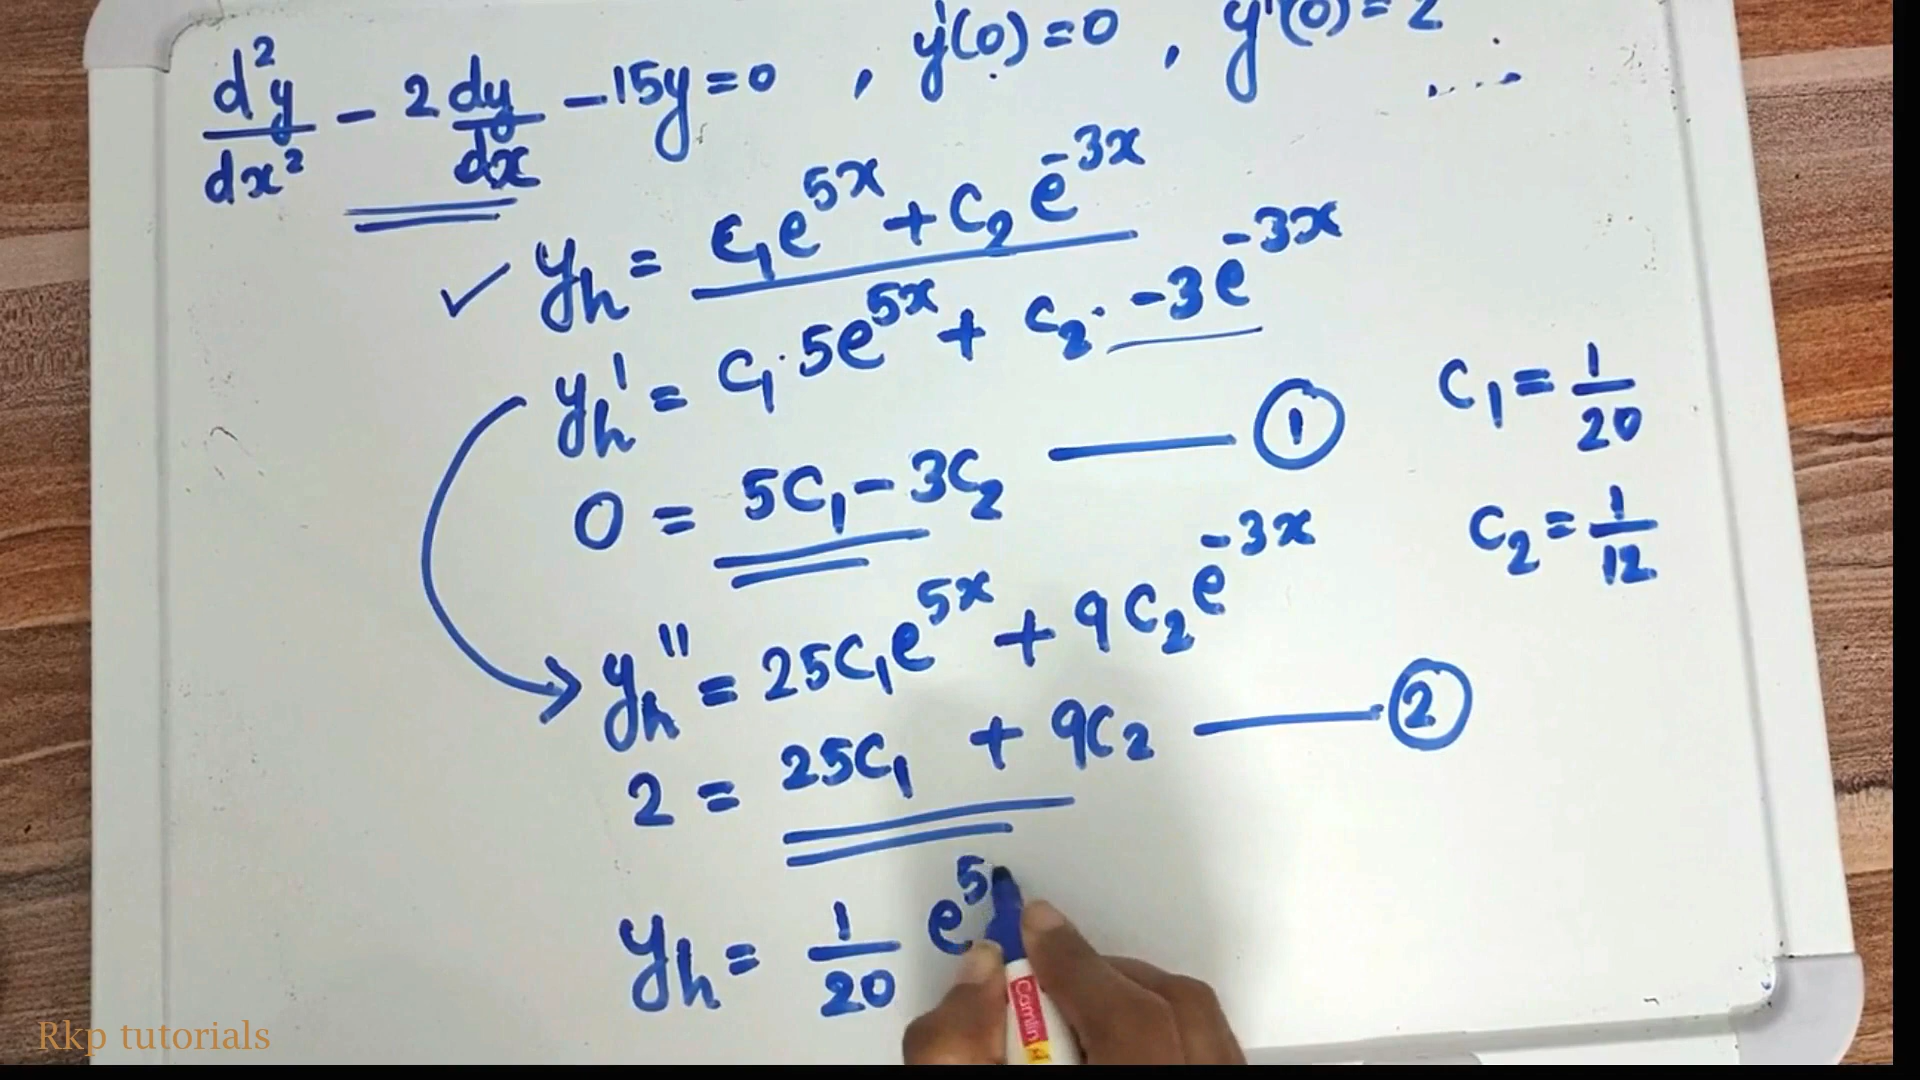 d²y/dx² - 2 dy/dx - 15y = 0 , y'(0) = 0 , y''(0) = 2
✓ yh = c₁e^5x + c₂e^-3x
yh' = c₁·5e^5x + c₂·-3e^-3x
0 = 5c₁ - 3c₂ —— ①
c₁ = 1/20
c₂ = 1/12
yh'' = 25c₁e^5x + 9c₂e^-3x
2 = 25c₁ + 9c₂ —— ②
yh = 1/20 e^5
Camlin
Rkp tutorials